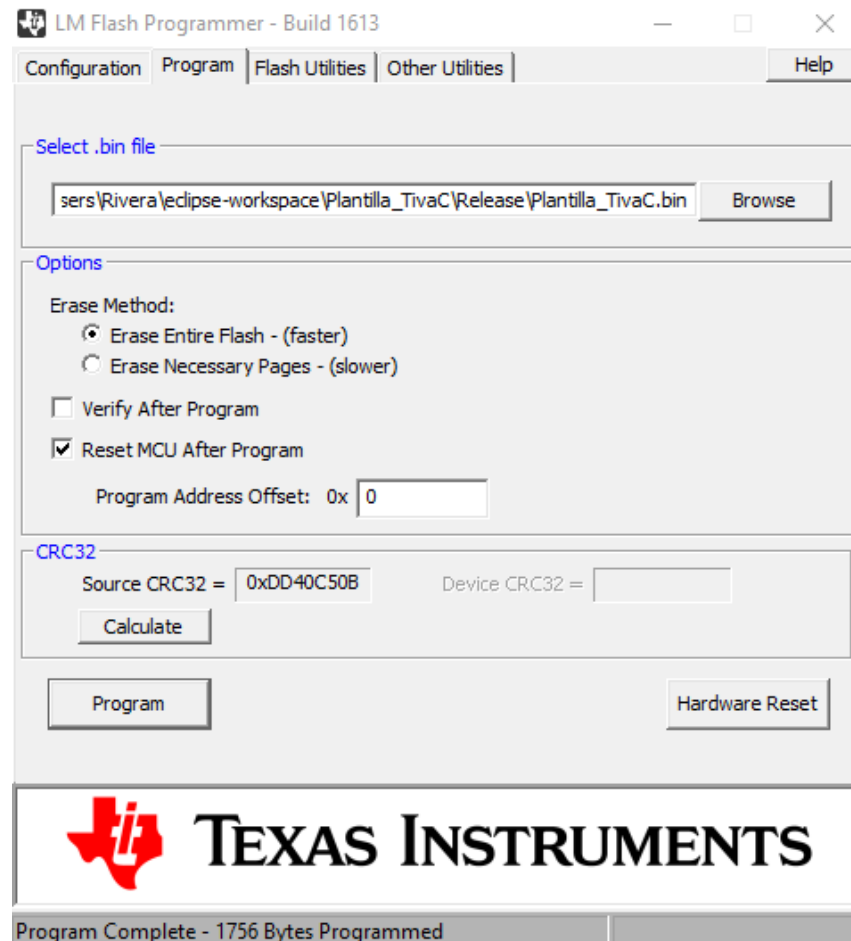 LM Flash Programmer - Build 1613
Configuration Program Flash Utilities Other Utilities Help
Select .bin file
sers\Rivera\eclipse-workspace\Plantilla_TivaC\Release\Plantilla_TivaC.bin Browse
Options
Erase Method:
Erase Entire Flash - (faster)
Erase Necessary Pages - (slower)
Verify After Program
Reset MCU After Program
Program Address Offset: 0x 0
CRC32
Source CRC32 = 0xDD40C50B Device CRC32 =
Calculate
Program Hardware Reset
TEXAS INSTRUMENTS
Program Complete - 1756 Bytes Programmed